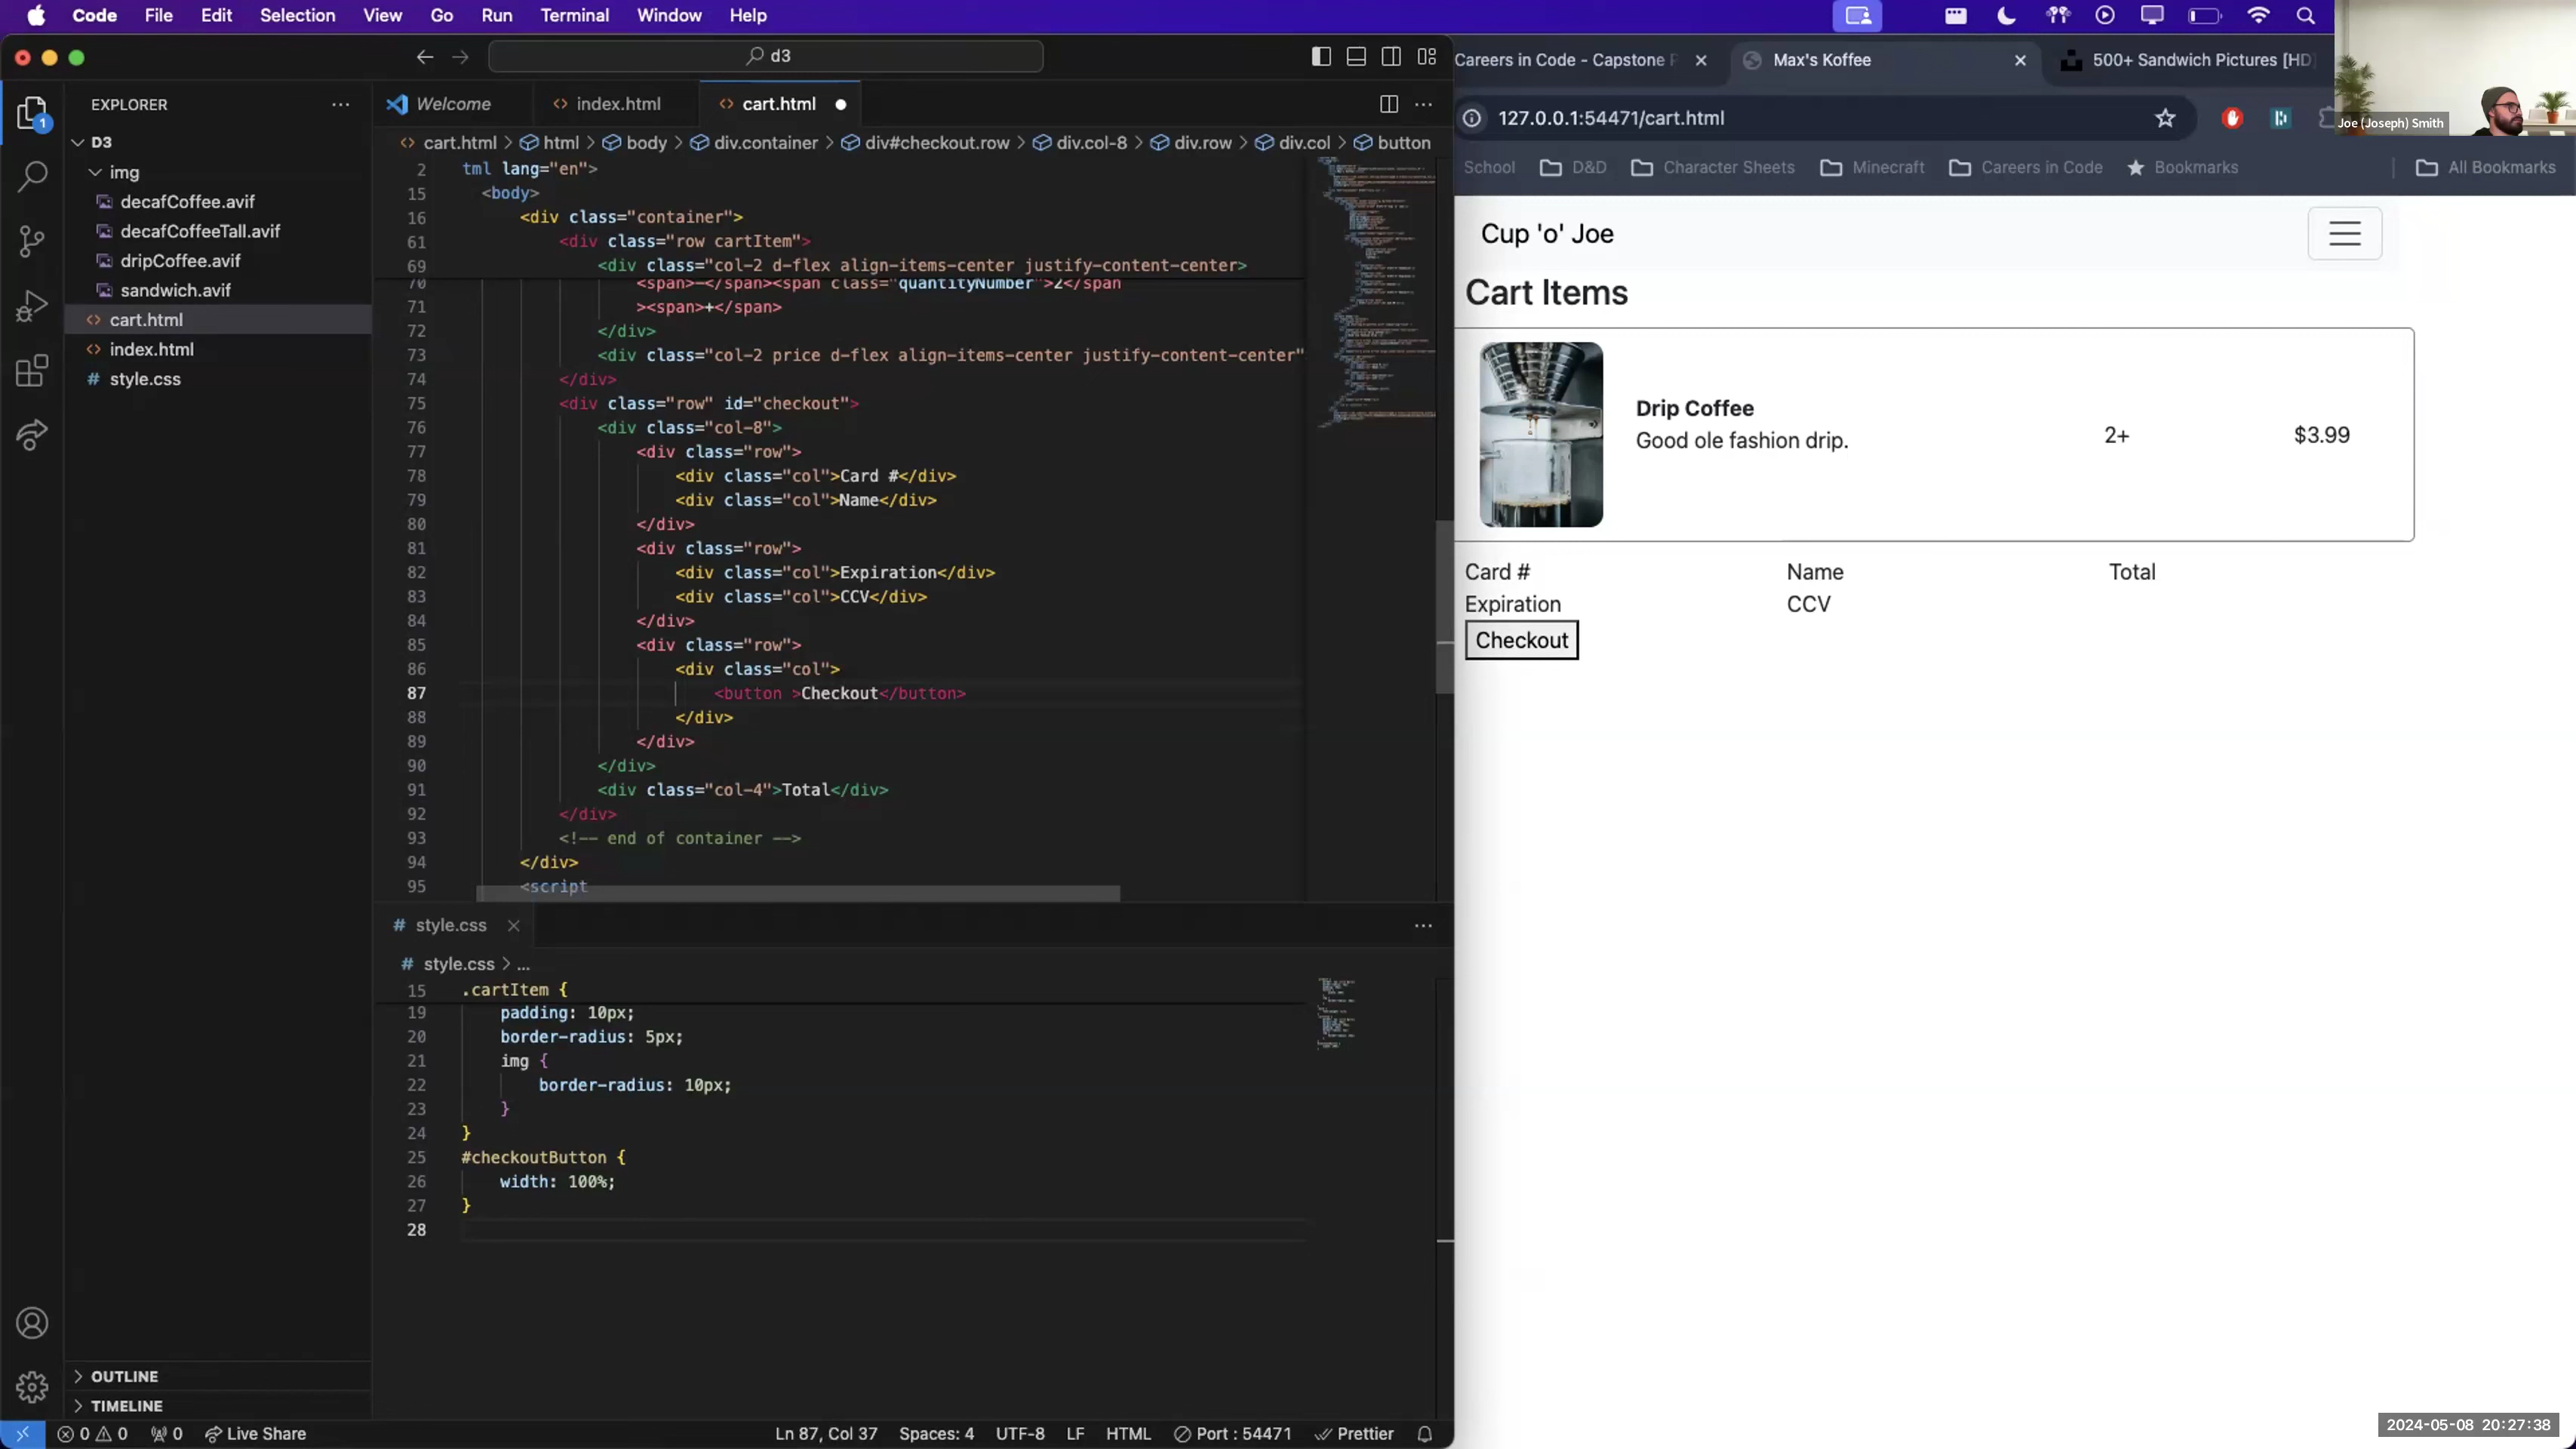 Code File Edit Selection View Go Run Terminal Window Help
d3
EXPLORER
D3
img
decafCoffee.avif
decafCoffeeTall.avif
dripCoffee.avif
sandwich.avif
cart.html
index.html
style.css
OUTLINE
TIMELINE
1
Welcome index.html cart.html
cart.html > html > body > div.container > div#checkout.row > div.col-8 > div.row > div.col > button
2 tml lang="en">
15 <body>
16 <div class="container">
61 <div class="row cartItem">
69 <div class="col-2 d-flex align-items-center justify-content-center>
70 <span>-</span><span class="quantityNumber">2</span
71 ><span>+</span>
72 </div>
73 <div class="col-2 price d-flex align-items-center justify-content-center"
74 </div>
75 <div class="row" id="checkout">
76 <div class="col-8">
77 <div class="row">
78 <div class="col">Card #</div>
79 <div class="col">Name</div>
80 </div>
81 <div class="row">
82 <div class="col">Expiration</div>
83 <div class="col">CCV</div>
84 </div>
85 <div class="row">
86 <div class="col">
87 <button >Checkout</button>
88 </div>
89 </div>
90 </div>
91 <div class="col-4">Total</div>
92 </div>
93 <!-- end of container -->
94 </div>
95 <script
style.css
style.css > ...
15 .cartItem {
19 padding: 10px;
20 border-radius: 5px;
21 img {
22 border-radius: 10px;
23 }
24 }
25 #checkoutButton {
26 width: 100%;
27 }
28
0 0 0 Live Share Ln 87, Col 37 Spaces: 4 UTF-8 LF HTML Port : 54471 Prettier
Careers in Code - Capstone P Max's Koffee 500+ Sandwich Pictures [HD]
127.0.0.1:54471/cart.html
School D&D Character Sheets Minecraft Careers in Code Bookmarks All Bookmarks
Joe (Joseph) Smith
Cup 'o' Joe
Cart Items
Drip Coffee
Good ole fashion drip.
2+ $3.99
Card # Name Total
Expiration CCV
Checkout
2024-05-08 20:27:38